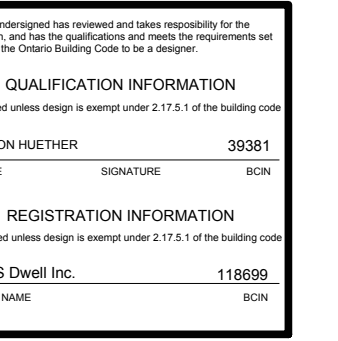 ndersigned has reviewed and takes resposibility for the
n, and has the qualifications and meets the requirements set
the Ontario Building Code to be a designer.
QUALIFICATION INFORMATION
ed unless design is exempt under 2.17.5.1 of the building code
ON HUETHER 39381
E SIGNATURE BCIN
REGISTRATION INFORMATION
ed unless design is exempt under 2.17.5.1 of the building code
S Dwell Inc. 118699
NAME BCIN